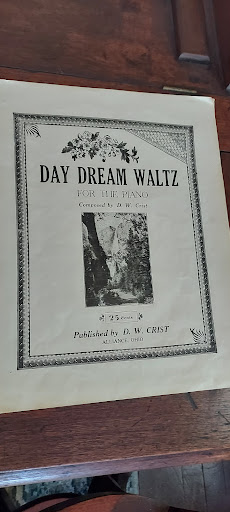 DAY DREAM WALTZ
FOR THE PIANO
Composed by D. W. Crist
25 CENTS
Published by D. W. CRIST
ALLIANCE, OHIO